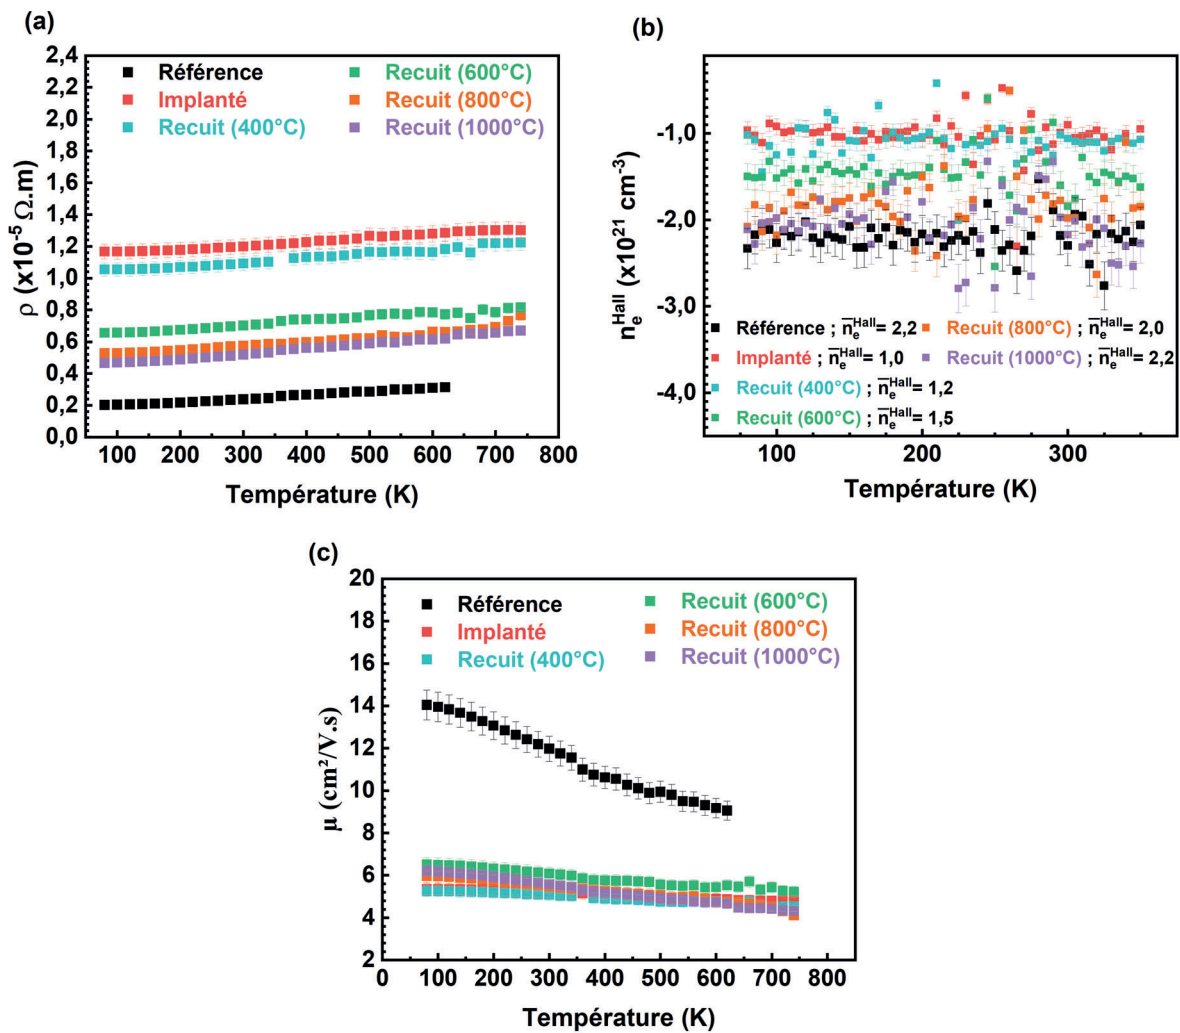 (a)
2,4
2,2
2,0
1,8
1,6
1,4
1,2
1,0
0,8
0,6
0,4
0,2
0,0
ρ (x10⁻⁵ Ω.m)
Référence
Implanté
Recuit (400°C)
Recuit (600°C)
Recuit (800°C)
Recuit (1000°C)
100 200 300 400 500 600 700 800
Température (K)
(b)
-1,0
-2,0
-3,0
-4,0
nₑᴴᵃˡˡ (x10²¹ cm⁻³)
Référence ; n̅ₑᴴᵃˡˡ= 2,2
Implanté ; n̅ₑᴴᵃˡˡ= 1,0
Recuit (400°C) ; n̅ₑᴴᵃˡˡ= 1,2
Recuit (600°C) ; n̅ₑᴴᵃˡˡ= 1,5
Recuit (800°C) ; n̅ₑᴴᵃˡˡ= 2,0
Recuit (1000°C) ; n̅ₑᴴᵃˡˡ= 2,2
100 200 300
Température (K)
(c)
20
18
16
14
12
10
8
6
4
2
μ (cm²/V.s)
Référence
Implanté
Recuit (400°C)
Recuit (600°C)
Recuit (800°C)
Recuit (1000°C)
0 100 200 300 400 500 600 700 800
Température (K)